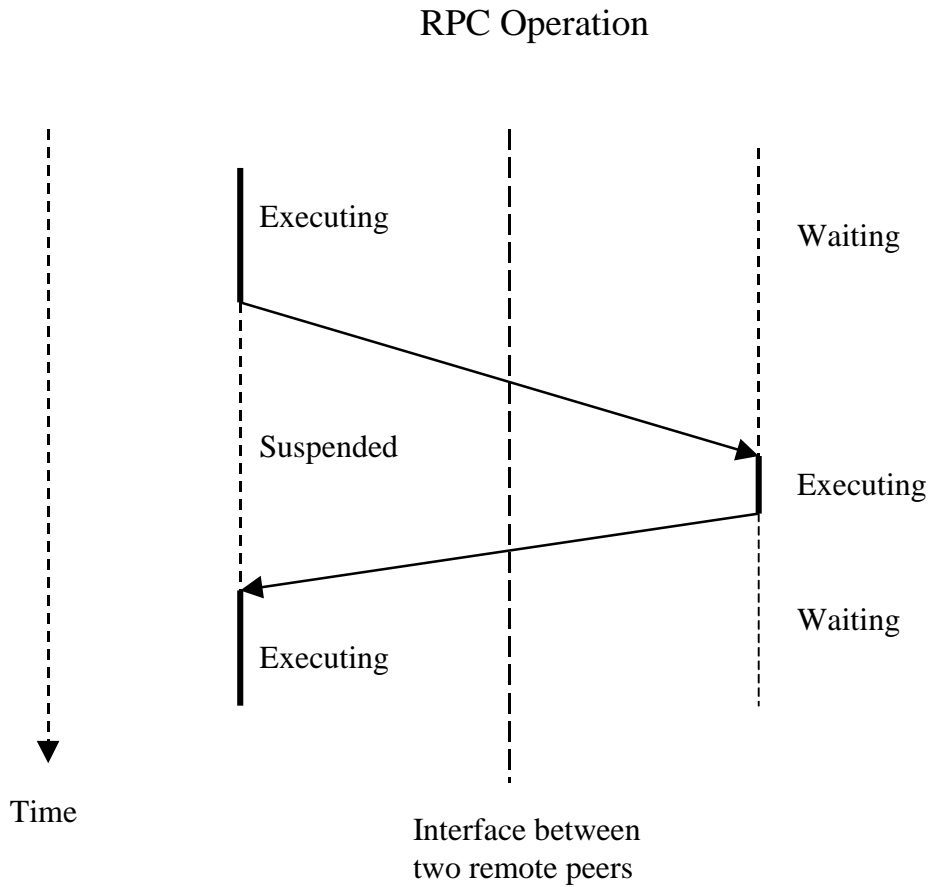 RPC Operation
Executing
Waiting
Suspended
Executing
Waiting
Executing
Time
Interface between
two remote peers